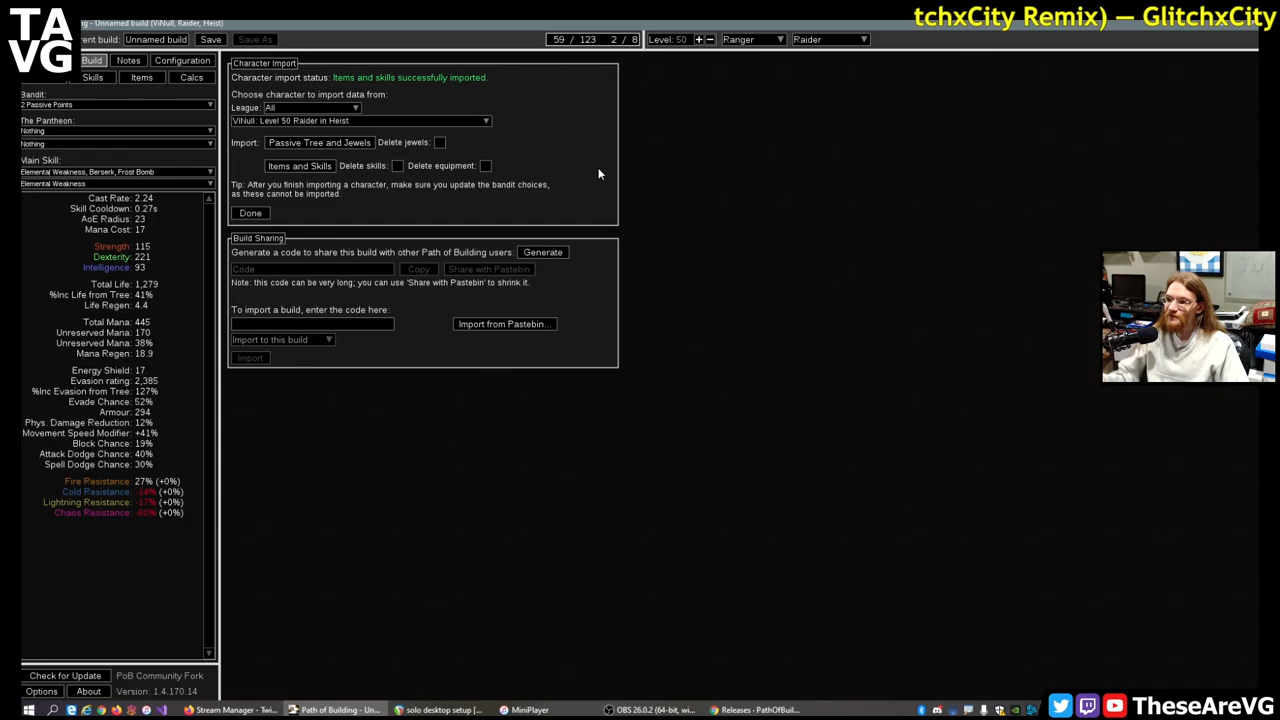 tchxCity Remix) — GlitchxCity
TA
VG
- Unnamed build (ViNull, Raider, Heist)
ent build: Unnamed build Save Save As 59 / 123 2 / 8 Level: 50 + - Ranger Raider
Build Notes Configuration
Skills Items Calcs
Bandit:
2 Passive Points
The Pantheon:
Nothing
Nothing
Main Skill:
Elemental Weakness, Berserk, Frost Bomb
Elemental Weakness
Cast Rate: 2.24
Skill Cooldown: 0.27s
AoE Radius: 23
Mana Cost: 17
Strength: 115
Dexterity: 221
Intelligence: 93
Total Life: 1,279
%Inc Life from Tree: 41%
Life Regen: 4.4
Total Mana: 445
Unreserved Mana: 170
Unreserved Mana: 38%
Mana Regen: 18.9
Energy Shield: 17
Evasion rating: 2,385
%Inc Evasion from Tree: 127%
Evade Chance: 52%
Armour: 294
Phys. Damage Reduction: 12%
Movement Speed Modifier: +41%
Block Chance: 19%
Attack Dodge Chance: 40%
Spell Dodge Chance: 30%
Fire Resistance: 27% (+0%)
Cold Resistance: -14% (+0%)
Lightning Resistance: -17% (+0%)
Chaos Resistance: -60% (+0%)
Check for Update PoB Community Fork
Options About Version: 1.4.170.14
Character Import
Character import status: Items and skills successfully imported.
Choose character to import data from:
League: All
ViNull: Level 50 Raider in Heist
Import: Passive Tree and Jewels Delete jewels:
Items and Skills Delete skills: Delete equipment:
Tip: After you finish importing a character, make sure you update the bandit choices,
as these cannot be imported.
Done
Build Sharing
Generate a code to share this build with other Path of Building users: Generate
Code Copy Share with Pastebin
Note: this code can be very long; you can use 'Share with Pastebin' to shrink it.
To import a build, enter the code here:
Import from Pastebin...
Import to this build
Import
Stream Manager - Twi... Path of Building - Un... solo desktop setup [... MiniPlayer OBS 26.0.2 (64-bit, wi... Releases - PathOfBuil...
TheseAreVG